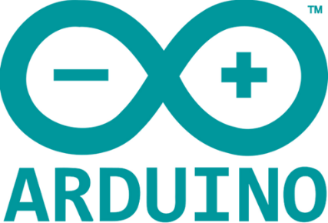 ™
− +
ARDUINO